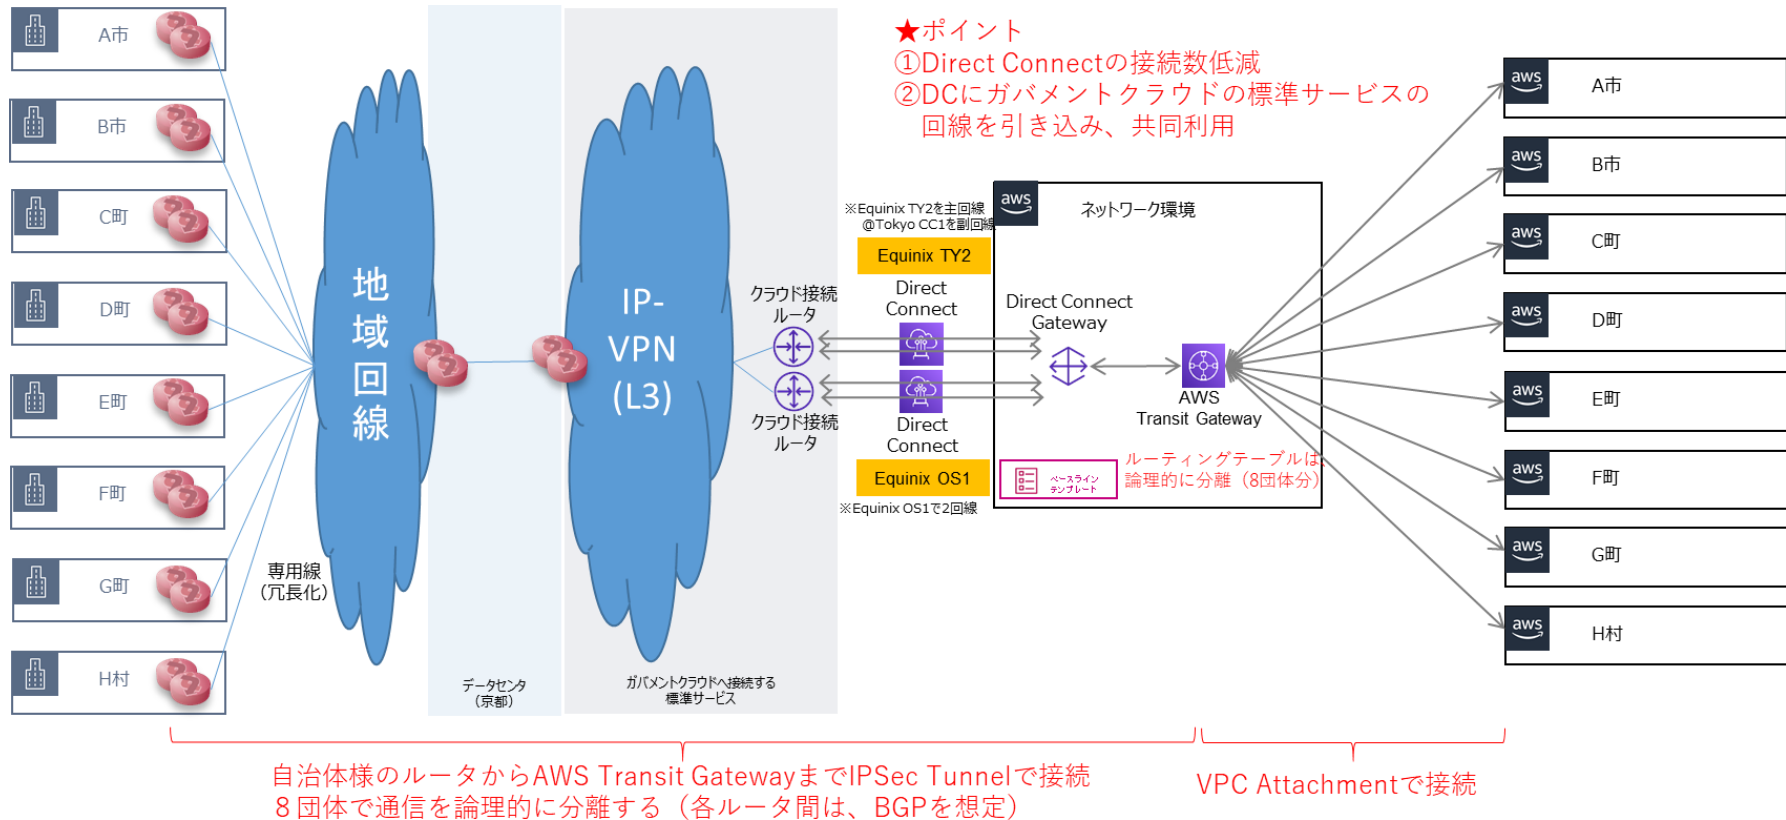 ★ポイント
①Direct Connectの接続数低減
②DCにガバメントクラウドの標準サービスの
回線を引き込み、共同利用
A市
B市
C町
D町
E町
F町
G町
H村
地域回線
専用線
(冗長化)
データセンタ
(京都)
IP-
VPN
(L3)
ガバメントクラウドへ接続する
標準サービス
クラウド接続
ルータ
クラウド接続
ルータ
※Equinix TY2を主回線
@Tokyo CC1を副回線
Equinix TY2
Direct
Connect
Direct
Connect
Equinix OS1
※Equinix OS1で2回線
aws
ネットワーク環境
Direct Connect
Gateway
AWS
Transit Gateway
ベースライン
テンプレート
ルーティングテーブルは、
論理的に分離（8団体分）
aws
A市
aws
B市
aws
C町
aws
D町
aws
E町
aws
F町
aws
G町
aws
H村
自治体様のルータからAWS Transit GatewayまでIPSec Tunnelで接続
８団体で通信を論理的に分離する（各ルータ間は、BGPを想定）
VPC Attachmentで接続